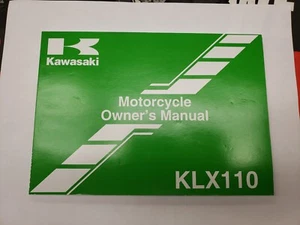 Kawasaki
Motorcycle
Owner's Manual
KLX110